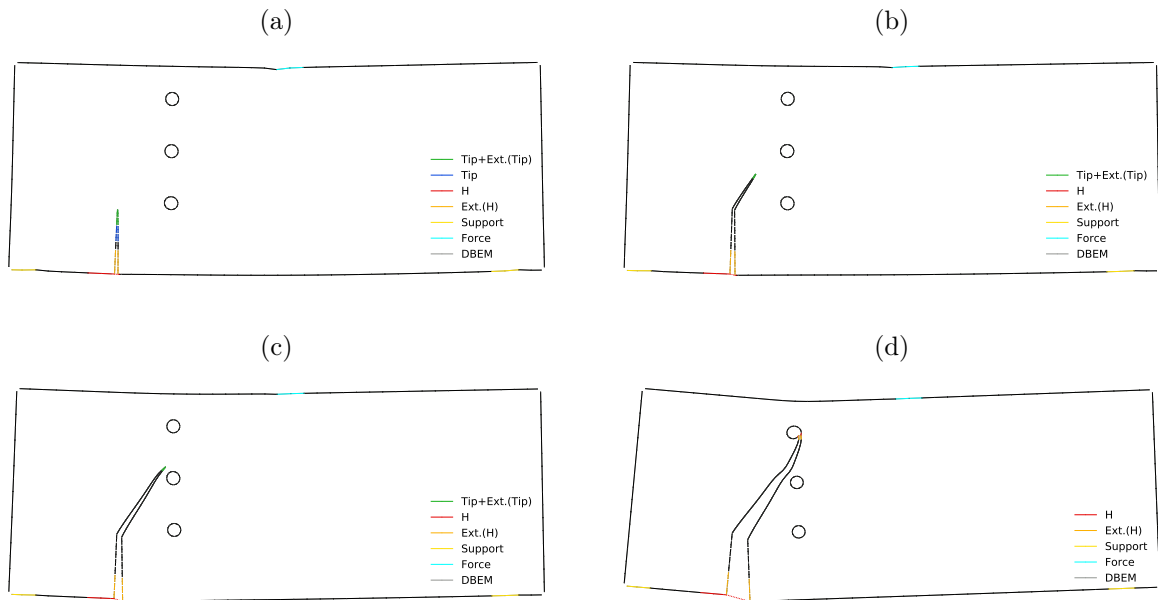 (a)
Tip+Ext.(Tip)
Tip
H
Ext.(H)
Support
Force
DBEM
(b)
Tip+Ext.(Tip)
H
Ext.(H)
Support
Force
DBEM
(c)
Tip+Ext.(Tip)
H
Ext.(H)
Support
Force
DBEM
(d)
H
Ext.(H)
Support
Force
DBEM